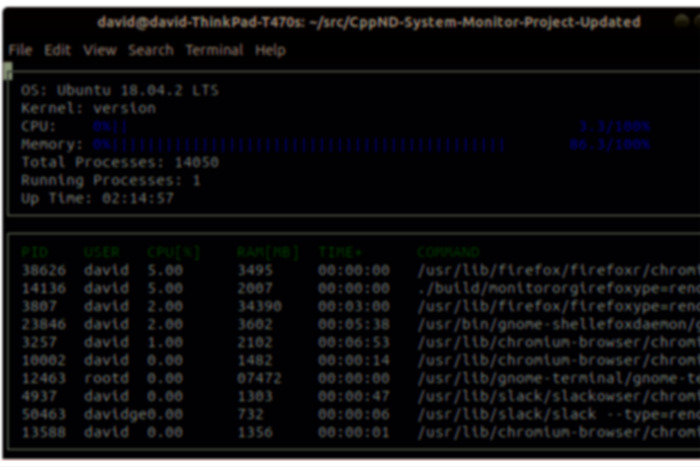 david@david-ThinkPad-T470s: ~/src/CppND-System-Monitor-Project-Updated
File Edit View Search Terminal Help
OS: Ubuntu 18.04.2 LTS
Kernel: version
CPU: 0%|| 3.3/100%
Memory: 0%|||||||||||||||||||||||||||||||||||||||||||| /100%
Total Processes: 14050
Running Processes: 1
Up Time: 02:14:57
PID USER CPU[%] RAM[MB] TIME+ COMMAND
38626 david 5.00 3495 00:00:00 /usr/lib/firefox/firefoxr/chromi
14136 david 5.00 2007 00:00:00 ./build/monitororgirefoxype=rend
3807 david 2.00 34390 00:03:00 /usr/lib/firefox/firefoxype=rend
23846 david 2.00 3602 00:05:38 /usr/bin/gnome-shellefoxdaemon/
3257 david 1.00 2102 00:06:53 /usr/lib/chromium-browser/chromi
10002 david 0.00 1482 00:00:14 /usr/lib/chromium-browser/chromi
12463 rootd 0.00 07472 00:00:00 /usr/lib/gnome-terminal/gnome-te
4937 david 0.00 1303 00:00:47 /usr/lib/slack/slackowser/chromi
50463 davidge0.00 732 00:00:06 /usr/lib/slack/slack --type=rend
13588 david 0.00 1356 00:00:01 /usr/lib/chromium-browser/chromi